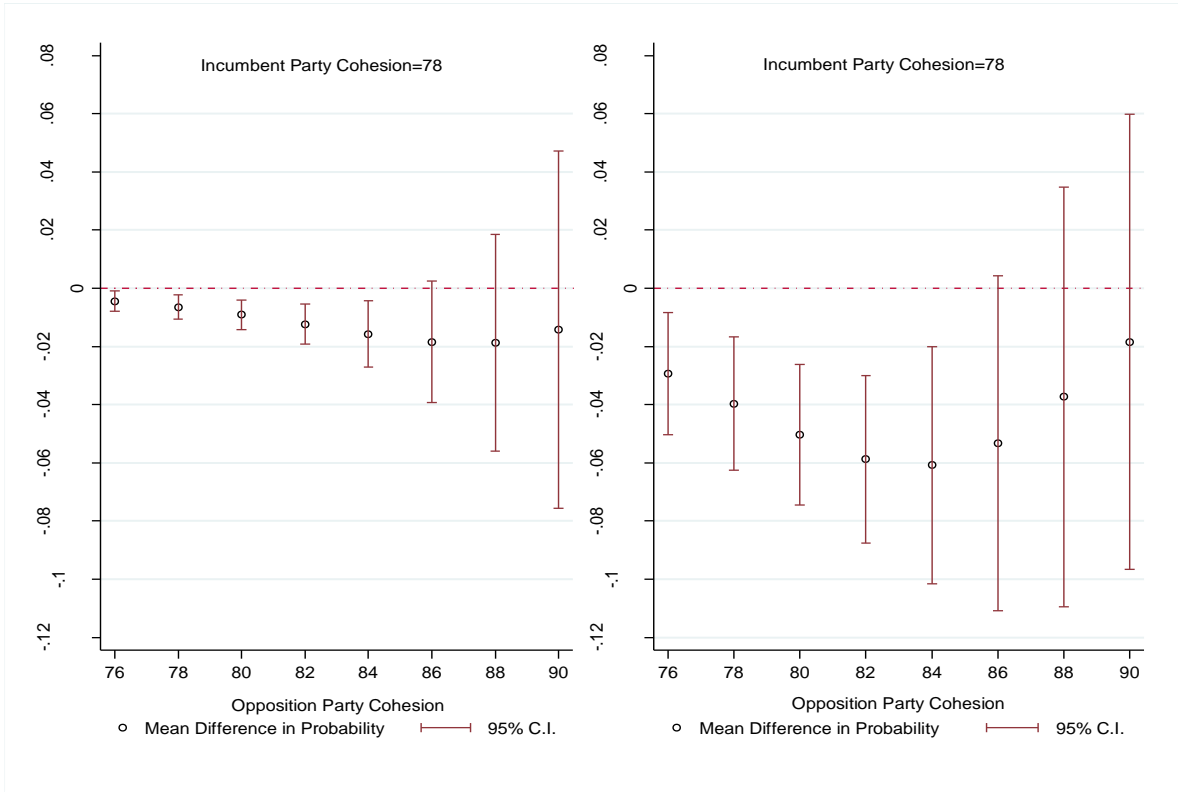 Incumbent Party Cohesion=78
.08
.06
.04
.02
0
-.02
-.04
-.06
-.08
-.1
-.12
76 78 80 82 84 86 88 90
Opposition Party Cohesion
Mean Difference in Probability 95% C.I.
Incumbent Party Cohesion=78
.08
.06
.04
.02
0
-.02
-.04
-.06
-.08
-.1
-.12
76 78 80 82 84 86 88 90
Opposition Party Cohesion
Mean Difference in Probability 95% C.I.